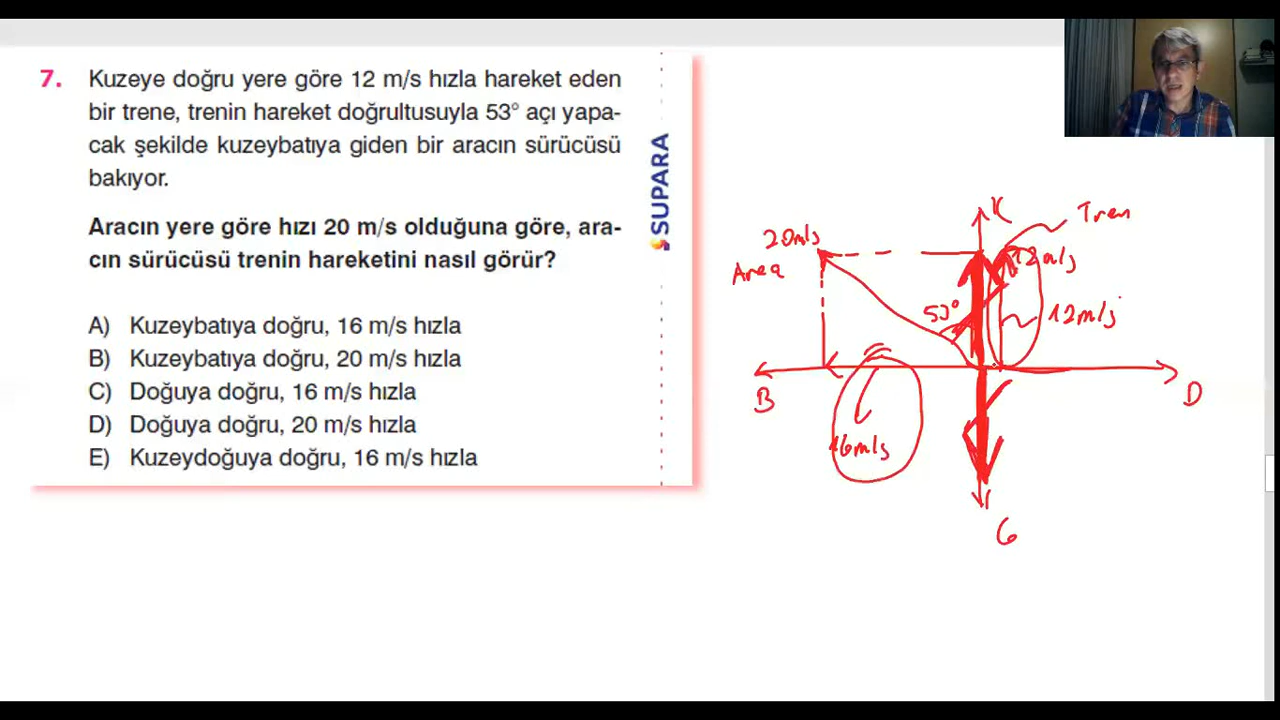 7. Kuzeye doğru yere göre 12 m/s hızla hareket eden
bir trene, trenin hareket doğrultusuyla 53° açı yapa-
cak şekilde kuzeybatıya giden bir aracın sürücüsü
bakıyor.
Aracın yere göre hızı 20 m/s olduğuna göre, ara-
cın sürücüsü trenin hareketini nasıl görür?
A) Kuzeybatıya doğru, 16 m/s hızla
B) Kuzeybatıya doğru, 20 m/s hızla
C) Doğuya doğru, 16 m/s hızla
D) Doğuya doğru, 20 m/s hızla
E) Kuzeydoğuya doğru, 16 m/s hızla
SUPARA
K
Tren
20m/s
Araç
12m/s
53°
12m/s
B
D
16m/s
G